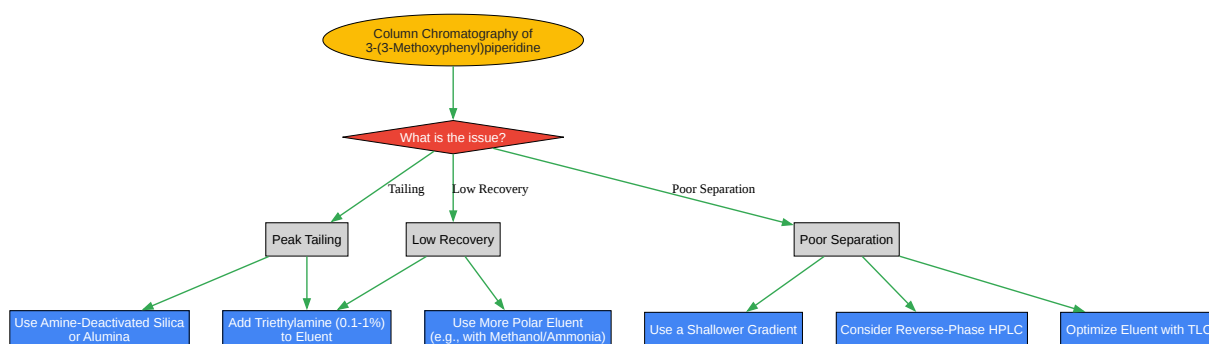 Column Chromatography of
3-(3-Methoxyphenyl)piperidine
What is the issue?
Tailing
Low Recovery
Poor Separation
Peak Tailing
Low Recovery
Poor Separation
Use Amine-Deactivated Silica
or Alumina
Add Triethylamine (0.1-1%)
to Eluent
Use More Polar Eluent
(e.g., with Methanol/Ammonia)
Use a Shallower Gradient
Consider Reverse-Phase HPLC
Optimize Eluent with TLC